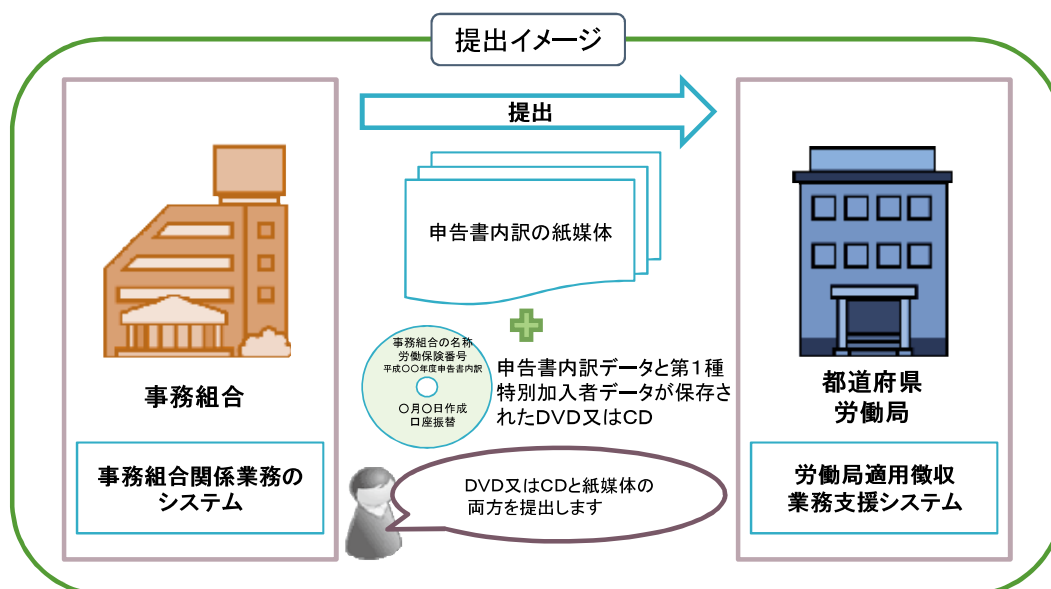 提出イメージ
提出
申告書内訳の紙媒体
事務組合の名称
労働保険番号
平成〇〇年度申告書内訳
〇月〇日作成
口座振替
申告書内訳データと第１種
特別加入者データが保存さ
れたDVD又はCD
事務組合
事務組合関係業務の
システム
DVD又はCDと紙媒体の
両方を提出します
都道府県
労働局
労働局適用徴収
業務支援システム